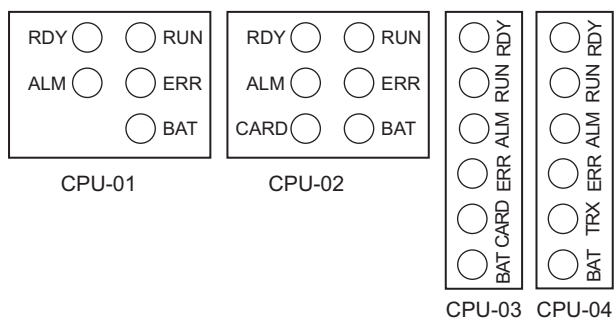 RDY RUN
ALM ERR
BAT
CPU-01
RDY RUN
ALM ERR
CARD BAT
CPU-02
RDY
RUN
ALM
ERR
CARD
BAT
CPU-03
RDY
RUN
ALM
ERR
TRX
BAT
CPU-04